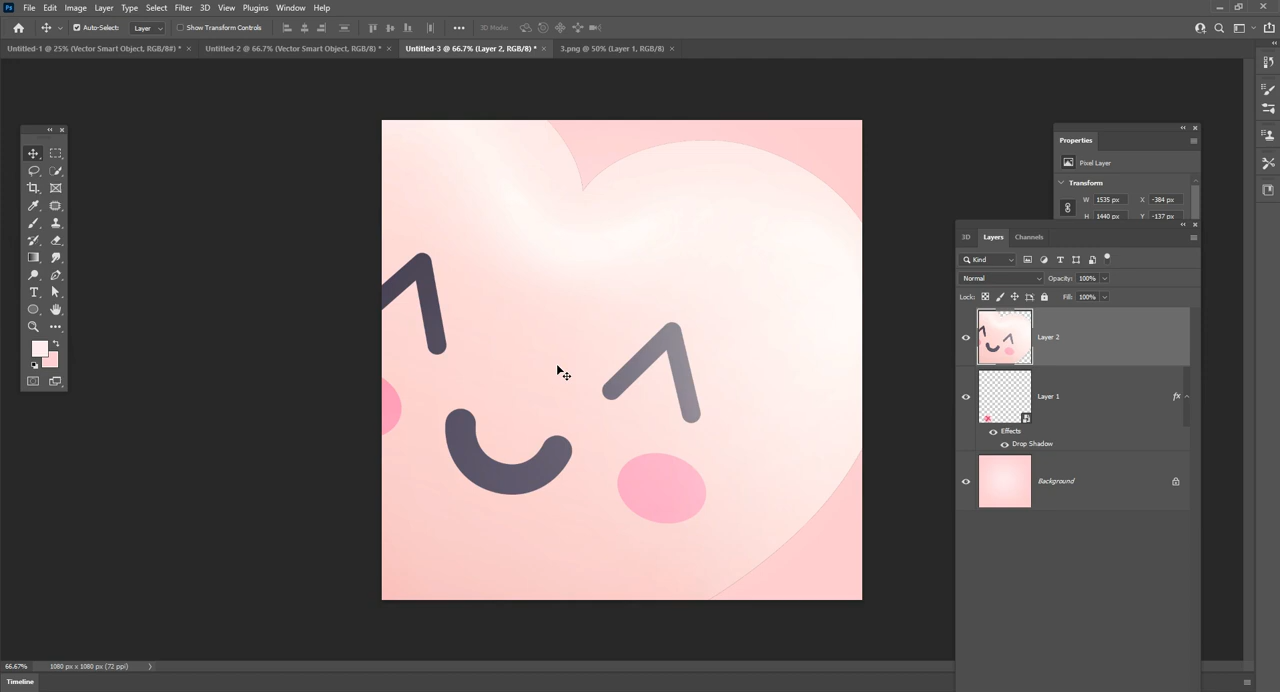 Ps File Edit Image Layer Type Select Filter 3D View Plugins Window Help
Auto-Select: Layer Show Transform Controls ••• 3D Mode:
Untitled-1 @ 25% (Vector Smart Object, RGB/8#) * × Untitled-2 @ 66.7% (Vector Smart Object, RGB/8) * × Untitled-3 @ 66.7% (Layer 2, RGB/8) * × 3.png @ 50% (Layer 1, RGB/8) ×
Properties
Pixel Layer
Transform
W 1535 px X -384 px
H 1440 px Y -137 px
3D Layers Channels
Kind
Normal Opacity: 100%
Lock: Fill: 100%
Layer 2
Layer 1 fx
Effects
Drop Shadow
Background
66.67% 1080 px x 1080 px (72 ppi)
Timeline